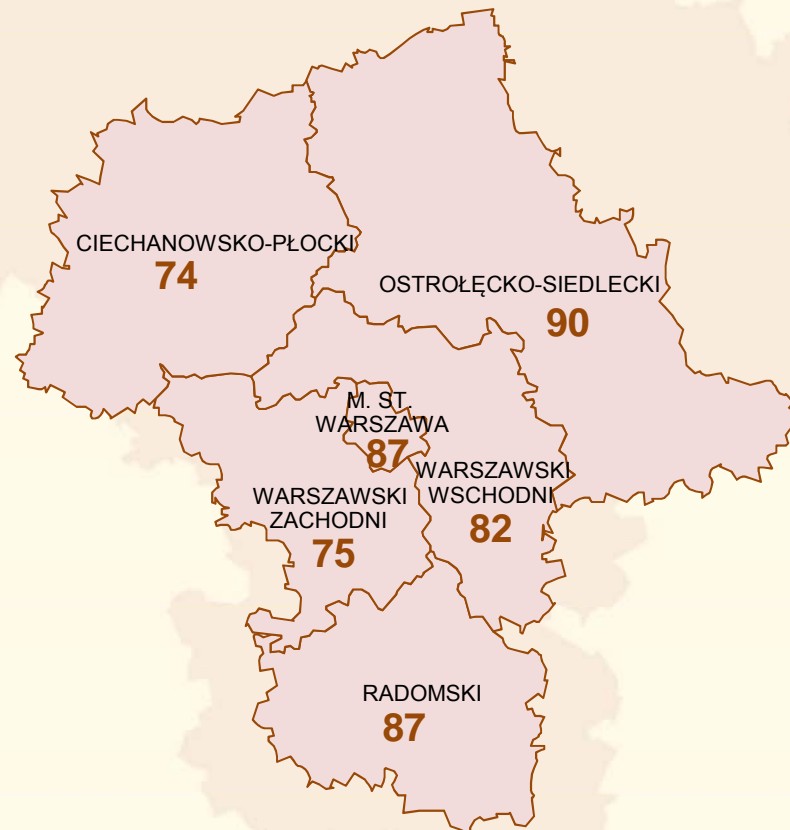 CIECHANOWSKO-PŁOCKI
74
OSTROŁĘCKO-SIEDLECKI
90
M. ST.
WARSZAWA
87
WARSZAWSKI
WSCHODNI
82
WARSZAWSKI
ZACHODNI
75
RADOMSKI
87